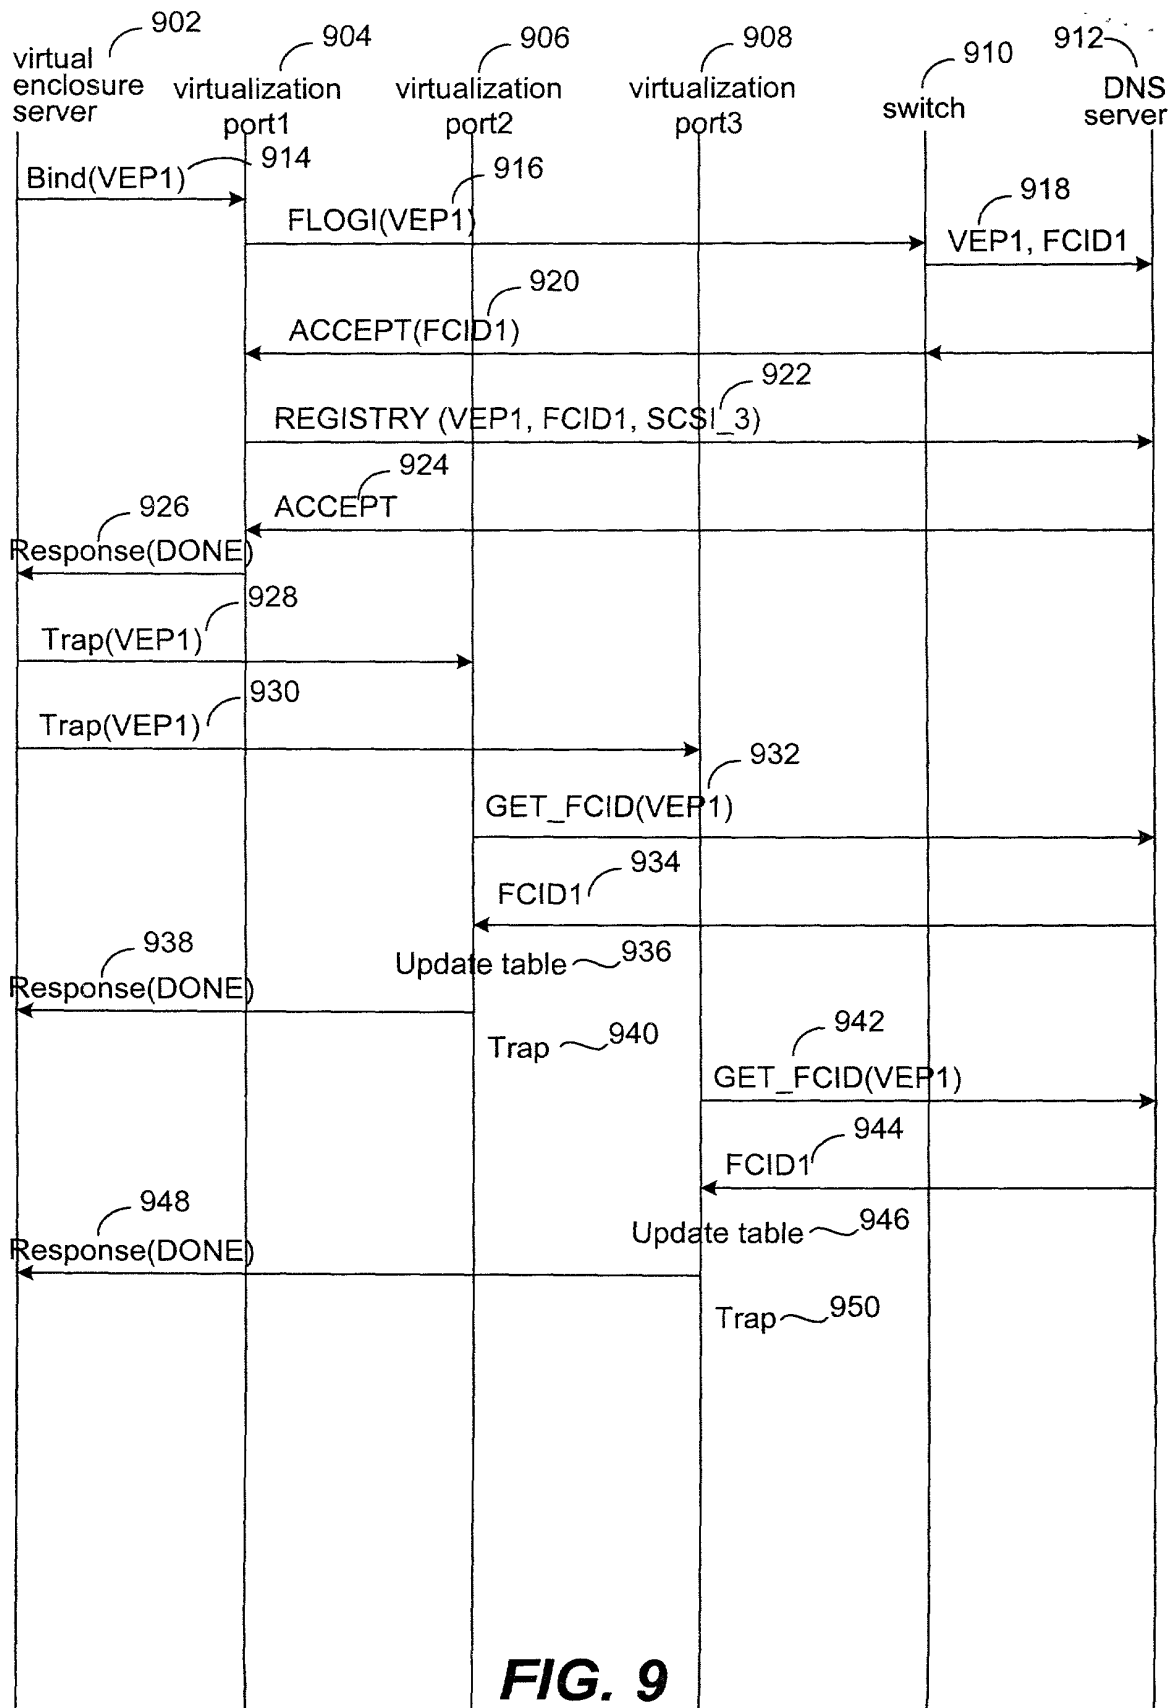 902
904
906
908
910
912
virtual
enclosure
server
virtualization
port1
virtualization
port2
virtualization
port3
switch
DNS
server
914
Bind(VEP1)
916
FLOGI(VEP1)
918
VEP1, FCID1
920
ACCEPT(FCID1)
922
REGISTRY (VEP1, FCID1, SCSI_3)
924
ACCEPT
926
Response(DONE)
928
Trap(VEP1)
930
Trap(VEP1)
932
GET_FCID(VEP1)
934
FCID1
936
Update table
938
Response(DONE)
Trap
940
942
GET_FCID(VEP1)
944
FCID1
Update table
946
948
Response(DONE)
Trap
950
FIG. 9